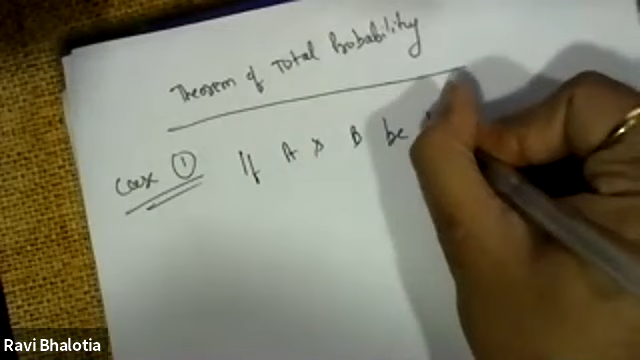 Theorem of Total Probability
Case ① If A & B be
Ravi Bhalotia